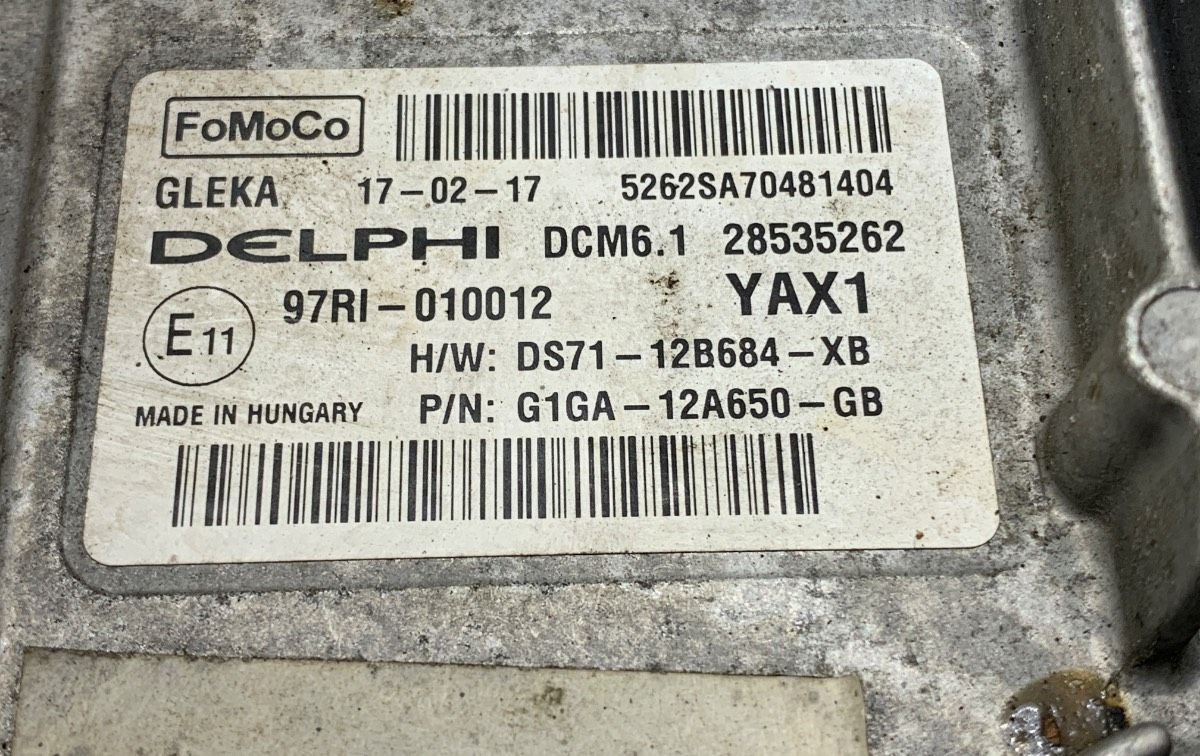 FoMoCo
GLEKA 17-02-17 5262SA70481404
DELPHI DCM6.1 28535262
97RI-010012 YAX1
E11
H/W: DS71-12B684-XB
MADE IN HUNGARY P/N: G1GA-12A650-GB